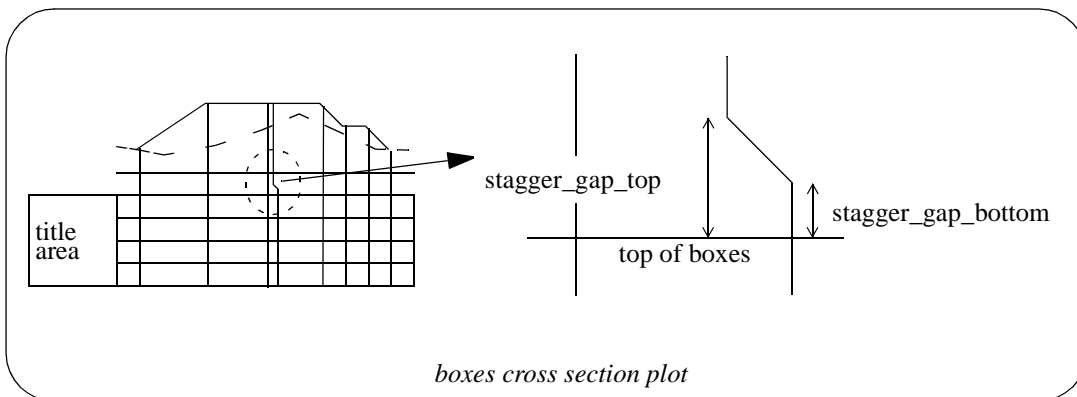 title
area
stagger_gap_top
stagger_gap_bottom
top of boxes
boxes cross section plot